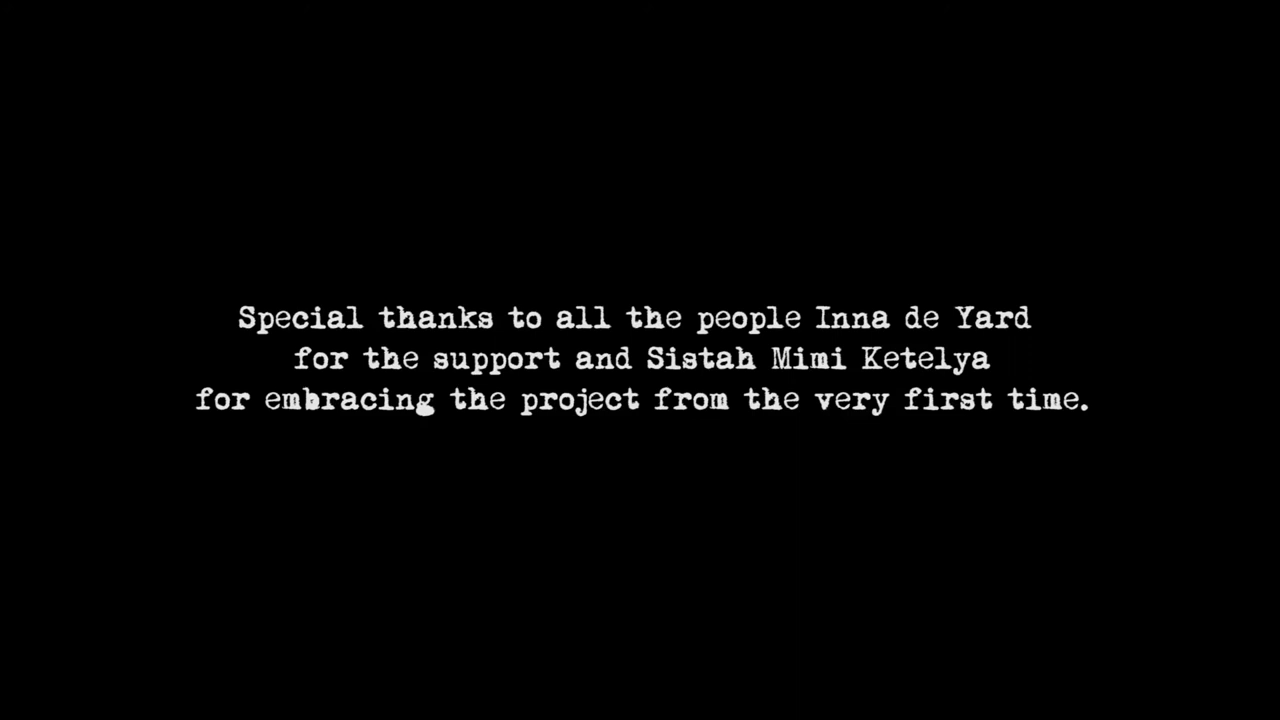 Special thanks to all the people Inna de Yard
for the support and Sistah Mimi Ketelya
for embracing the project from the very first time.